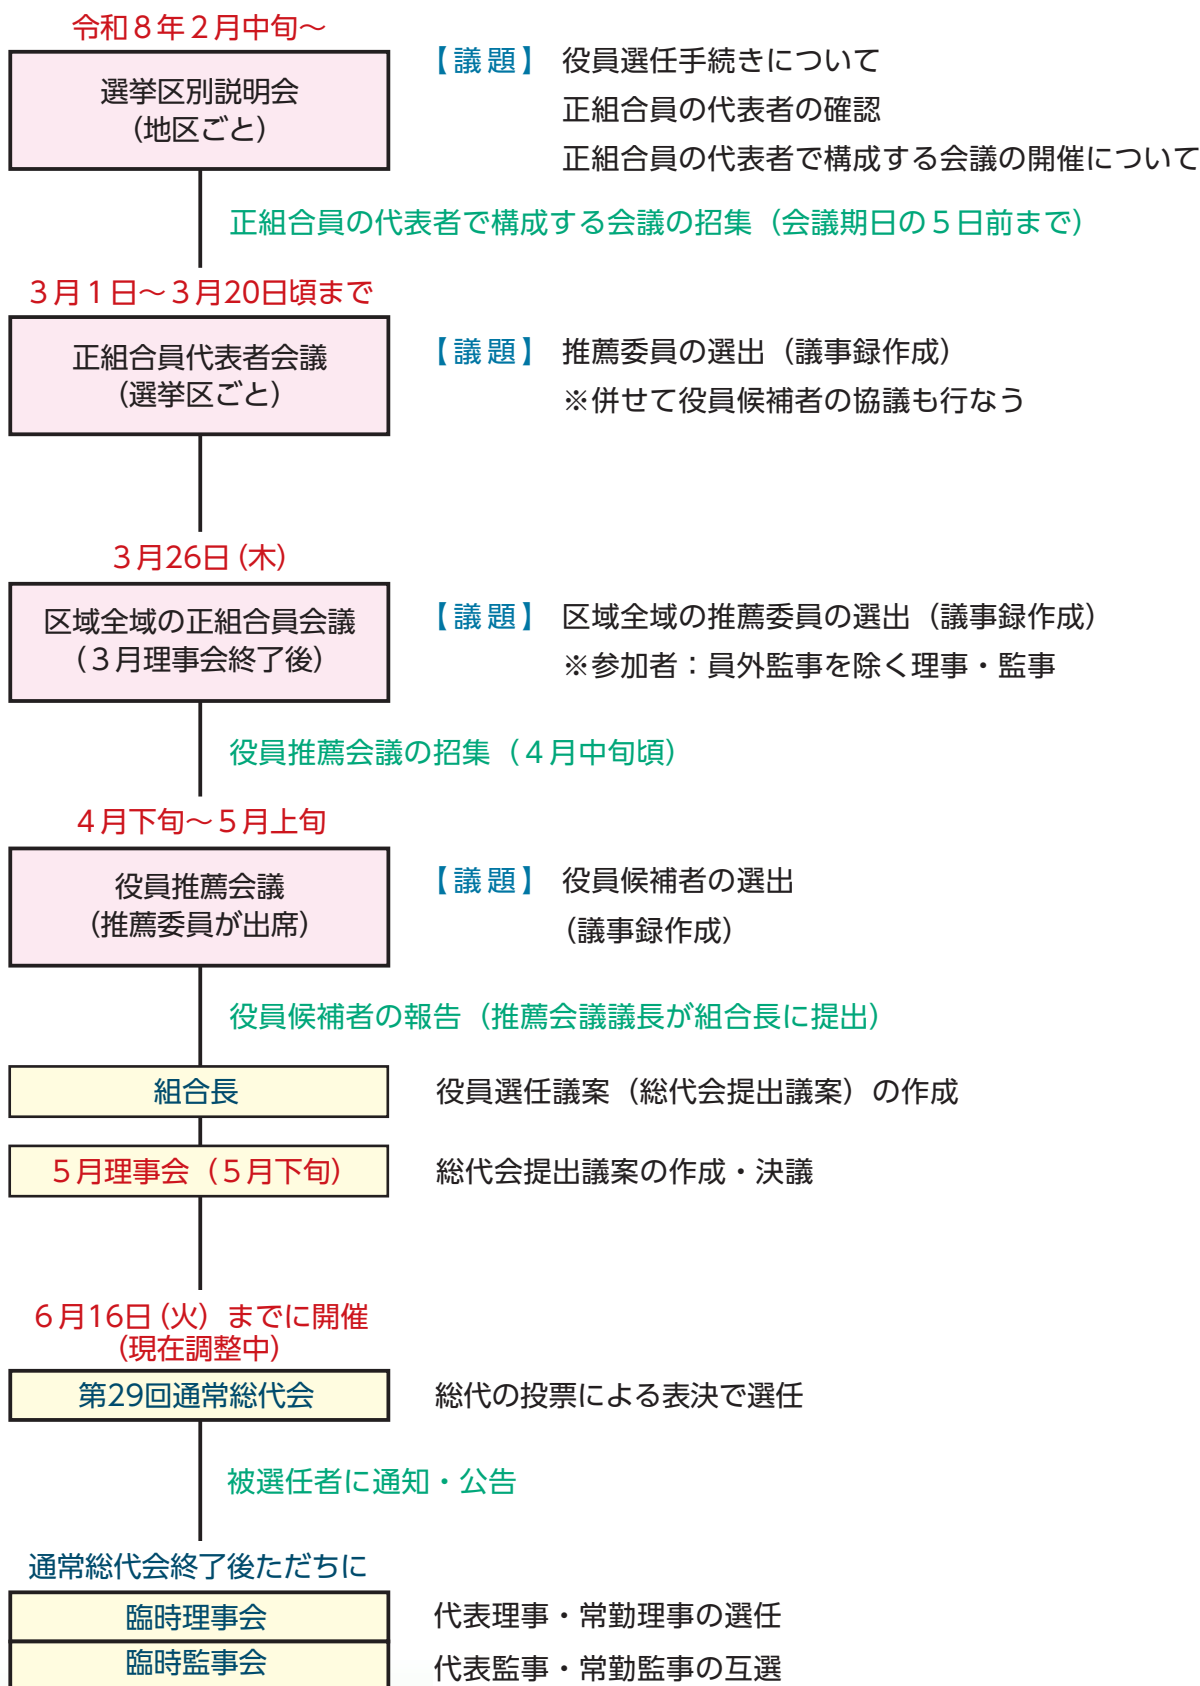 令和8年2月中旬～
選挙区別説明会
(地区ごと)
【議題】 役員選任手続きについて
正組合員の代表者の確認
正組合員の代表者で構成する会議の開催について
正組合員の代表者で構成する会議の招集（会議期日の５日前まで）
３月１日～３月20日頃まで
正組合員代表者会議
(選挙区ごと)
【議題】 推薦委員の選出（議事録作成）
※併せて役員候補者の協議も行なう
３月26日(木)
区域全域の正組合員会議
(３月理事会終了後)
【議題】 区域全域の推薦委員の選出（議事録作成）
※参加者：員外監事を除く理事・監事
役員推薦会議の招集（４月中旬頃）
４月下旬～５月上旬
役員推薦会議
(推薦委員が出席)
【議題】 役員候補者の選出
(議事録作成)
役員候補者の報告（推薦会議議長が組合長に提出）
組合長
役員選任議案（総代会提出議案）の作成
５月理事会（５月下旬）
総代会提出議案の作成・決議
６月16日(火）までに開催
(現在調整中)
第29回通常総代会
総代の投票による表決で選任
被選任者に通知・公告
通常総代会終了後ただちに
臨時理事会
代表理事・常勤理事の選任
臨時監事会
代表監事・常勤監事の互選